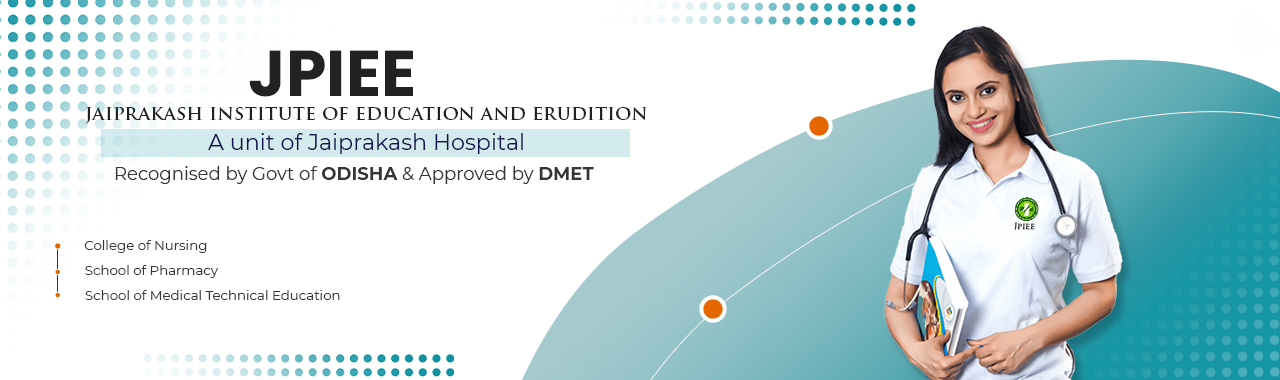 JPIEE
JAIPRAKASH INSTITUTE OF EDUCATION AND ERUDITION
A unit of Jaiprakash Hospital
Recognised by Govt of ODISHA & Approved by DMET
College of Nursing
School of Pharmacy
School of Medical Technical Education
JPIEE